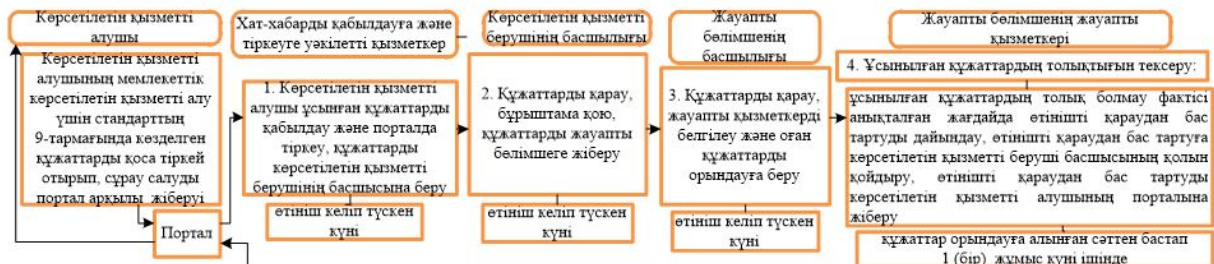 Көрсетілетін қызметті
алушы
Көрсетілетін қызметті
алушының мемлекеттік
көрсетілетін қызметті алу
үшін стандарттың
9-тармағында көзделген
құжаттарды қоса тіркей
отырып, сұрау салуды
портал арқылы жіберуі
Портал
Хат-хабарды қабылдауға және
тіркеуге уәкілетті қызметкер
1. Көрсетілетін қызметті
алушы ұсынған құжаттарды
қабылдау және порталда
тіркеу, құжаттарды
көрсетілетін қызметті
берушінің басшысына беру
өтініш келіп түскен
күні
Көрсетілетін қызметті
берушінің басшылығы
2. Құжаттарды қарау,
бұрыштама қою,
құжаттарды жауапты
бөлімшеге жіберу
өтініш келіп түскен
күні
Жауапты
бөлімшенің
басшылығы
3. Құжаттарды қарау,
жауапты қызметкерді
белгілеу және оған
құжаттарды
орындауға беру
өтініш келіп түскен
күні
Жауапты бөлімшенің жауапты
қызметкері
4. Ұсынылған құжаттардың толықтығын тексеру:
ұсынылған құжаттардың толық болмау фактісі
анықталған жағдайда өтінішті қараудан бас
тартуды дайындау, өтінішті қараудан бас тартуға
көрсетілетін қызметті беруші басшысының қолын
қойдыру, өтінішті қараудан бас тартуды
көрсетілетін қызметті алушының порталына
жіберу
құжаттар орындауға алынған сәттен бастап
1 (бір) жұмыс күні ішінде